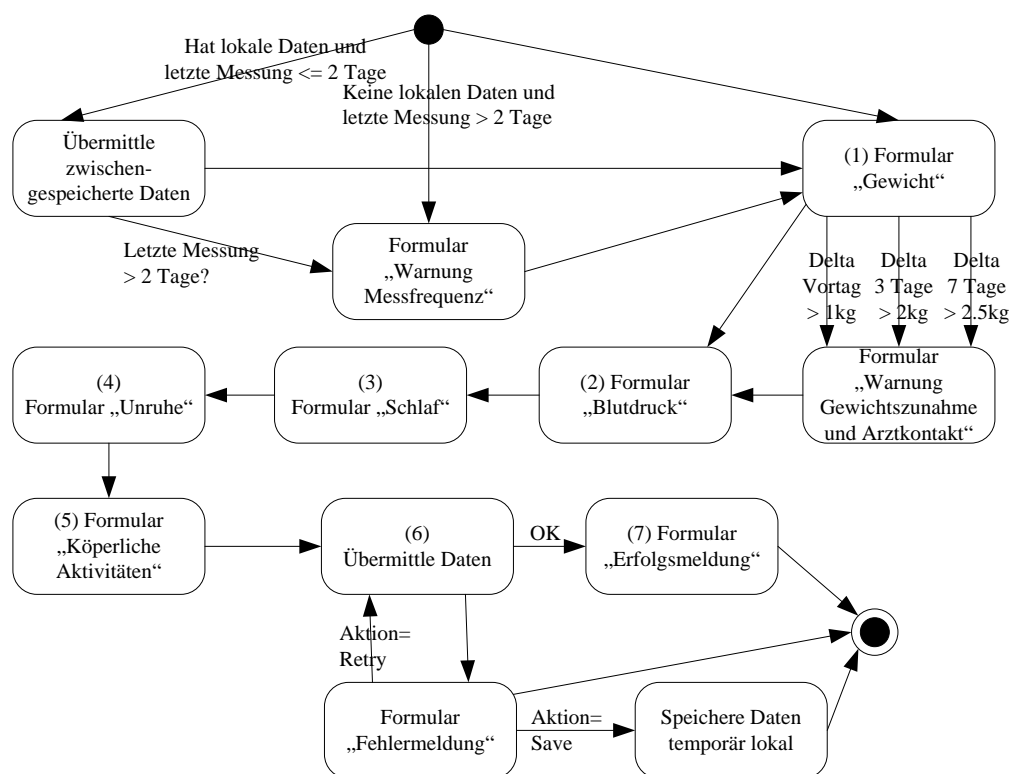 Hat lokale Daten und
letzte Messung <= 2 Tage
Keine lokalen Daten und
letzte Messung > 2 Tage
Übermittle
zwischen-
gespeicherte Daten
(1) Formular
„Gewicht“
Letzte Messung
> 2 Tage?
Formular
„Warnung
Messfrequenz“
Delta
Vortag
> 1kg
Delta
3 Tage
> 2kg
Delta
7 Tage
> 2.5kg
(4)
Formular „Unruhe“
(3)
Formular „Schlaf“
(2) Formular
„Blutdruck“
Formular
„Warnung
Gewichtszunahme
und Arztkontakt“
(5) Formular
„Köperliche
Aktivitäten“
(6)
Übermittle Daten
OK
(7) Formular
„Erfolgsmeldung“
Aktion=
Retry
Formular
„Fehlermeldung“
Aktion=
Save
Speichere Daten
temporär lokal